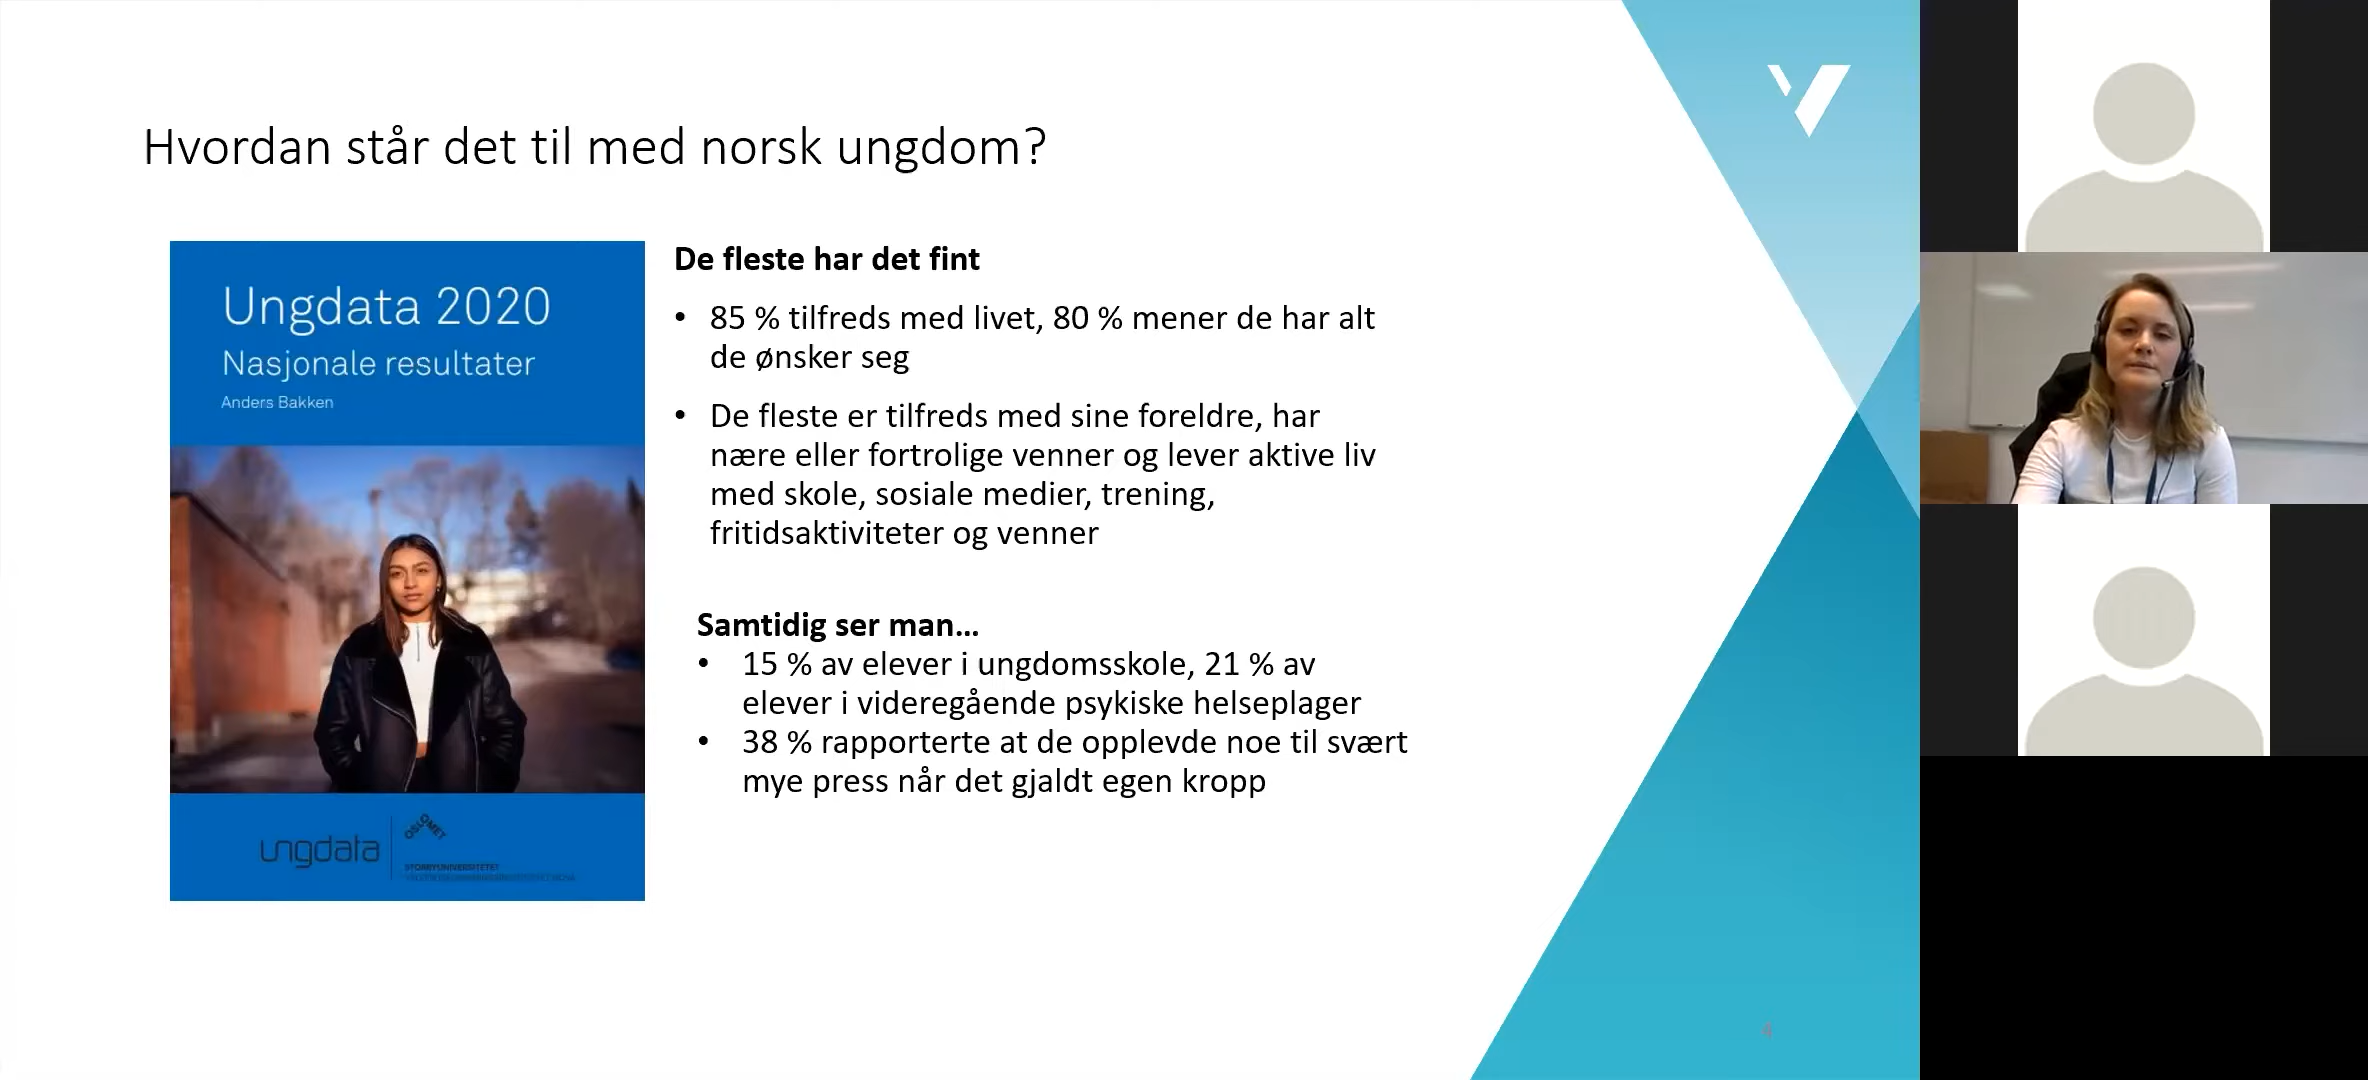 Hvordan står det til med norsk ungdom?
Ungdata 2020
Nasjonale resultater
Anders Bakken
ungdata
OSLOMET
STORBYUNIVERSITETET
De fleste har det fint
• 85 % tilfreds med livet, 80 % mener de har alt
de ønsker seg
• De fleste er tilfreds med sine foreldre, har
nære eller fortrolige venner og lever aktive liv
med skole, sosiale medier, trening,
fritidsaktiviteter og venner
Samtidig ser man...
• 15 % av elever i ungdomsskole, 21 % av
elever i videregående psykiske helseplager
• 38 % rapporterte at de opplevde noe til svært
mye press når det gjaldt egen kropp
4